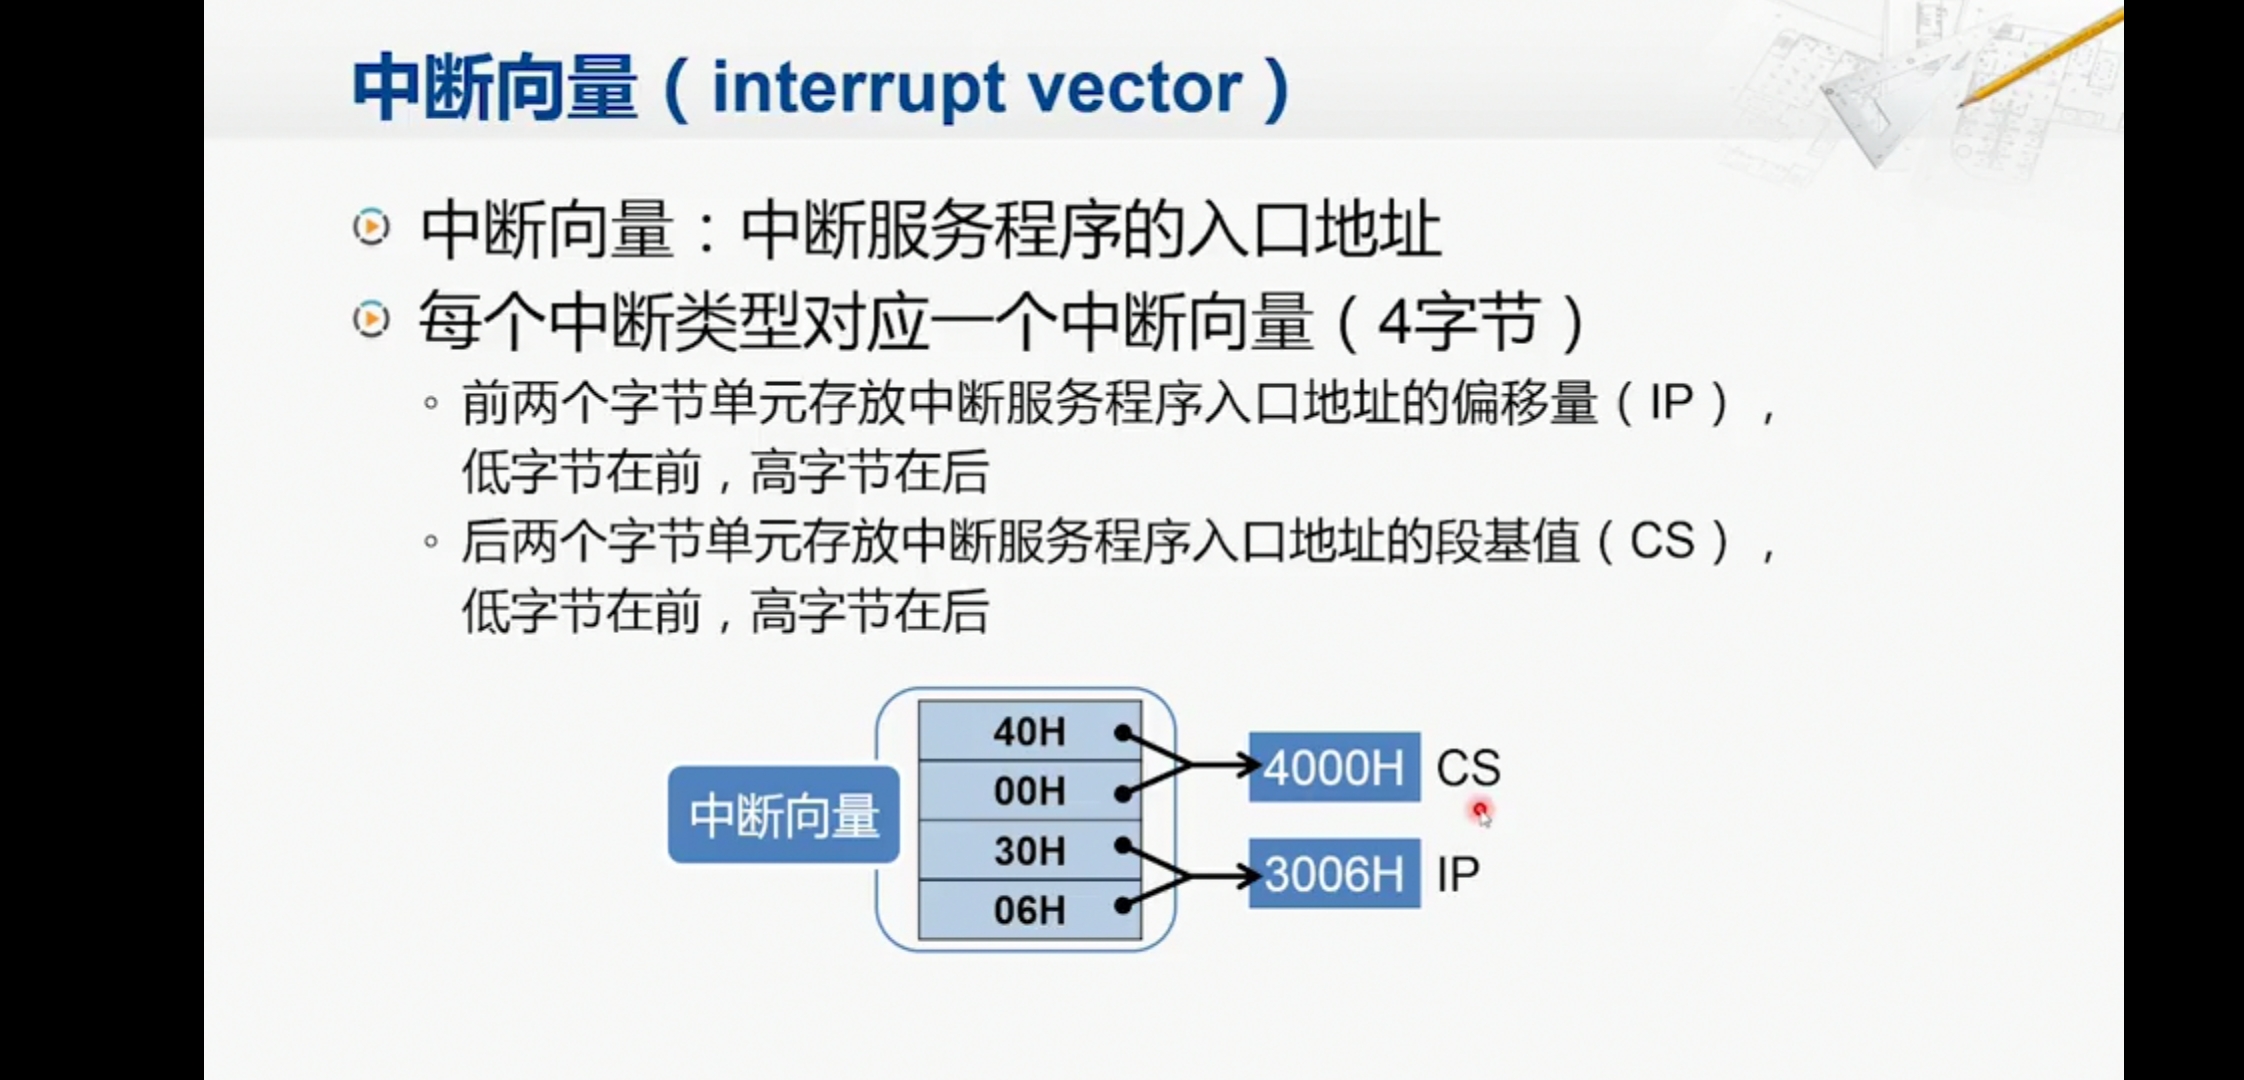 中断向量（interrupt vector）
中断向量：中断服务程序的入口地址
每个中断类型对应一个中断向量（4字节）
前两个字节单元存放中断服务程序入口地址的偏移量（IP），
低字节在前，高字节在后
后两个字节单元存放中断服务程序入口地址的段基值（CS），
低字节在前，高字节在后
中断向量
40H
00H
30H
06H
4000H CS
3006H IP